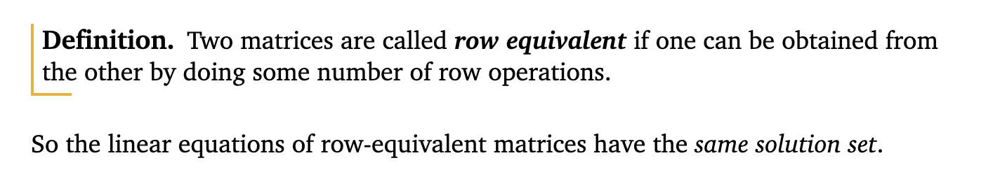 Definition. Two matrices are called row equivalent if one can be obtained from
the other by doing some number of row operations.
So the linear equations of row-equivalent matrices have the same solution set.